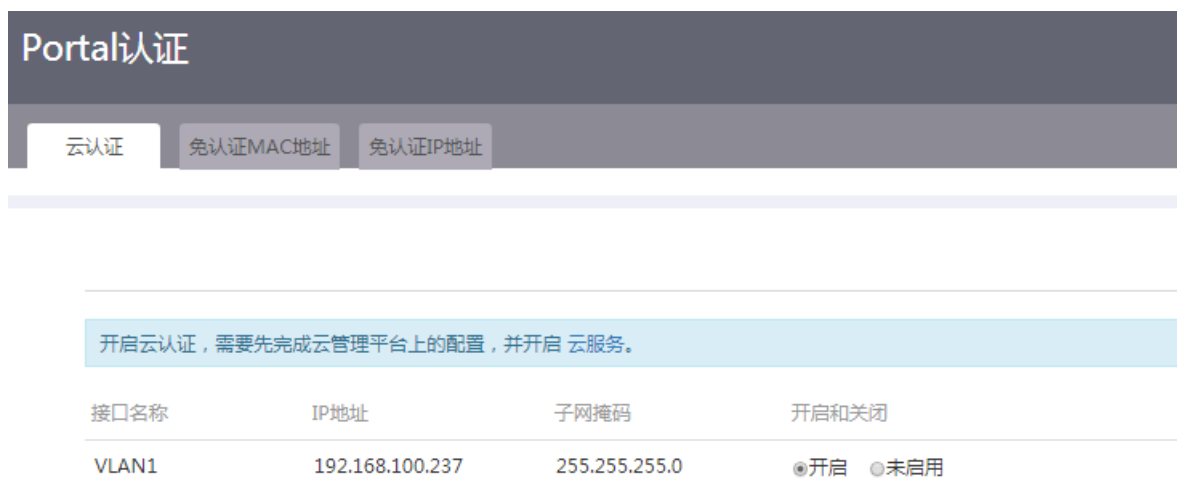 Portal认证
云认证 免认证MAC地址 免认证IP地址
开启云认证，需要先完成云管理平台上的配置，并开启 云服务。
接口名称 IP地址 子网掩码 开启和关闭
VLAN1 192.168.100.237 255.255.255.0 开启 未启用